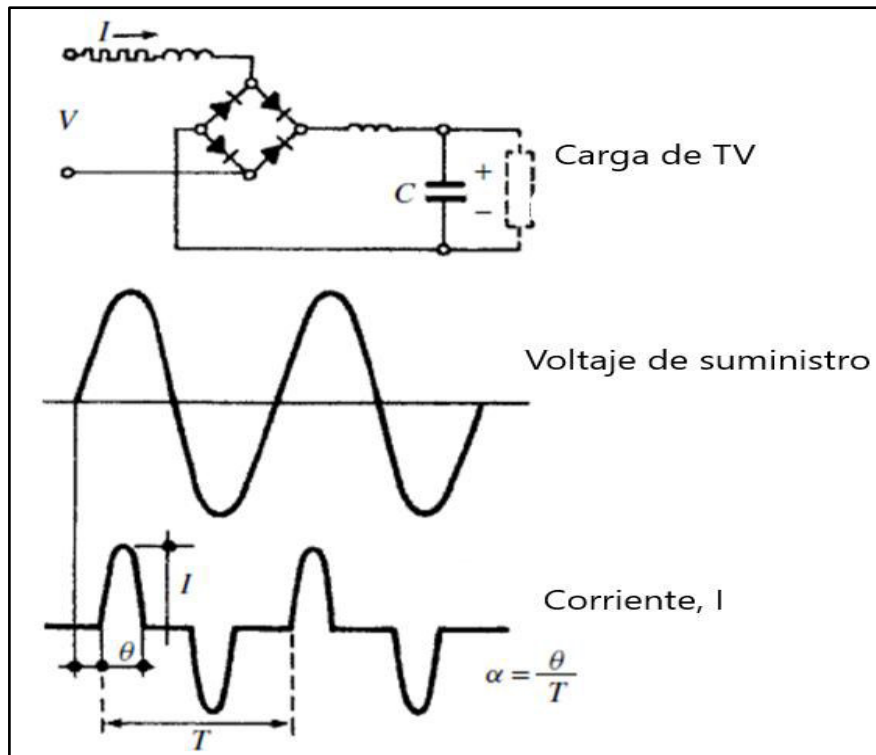 I
V
Carga de TV
C
+
−
Voltaje de suministro
I
Corriente, I
θ
α = θ/T
T